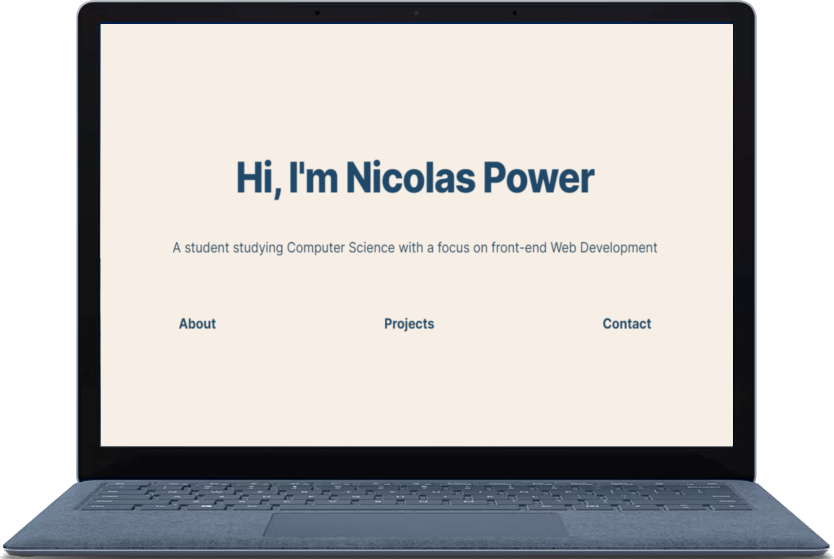 Hi, I'm Nicolas Power
A student studying Computer Science with a focus on front-end Web Development
About Projects Contact